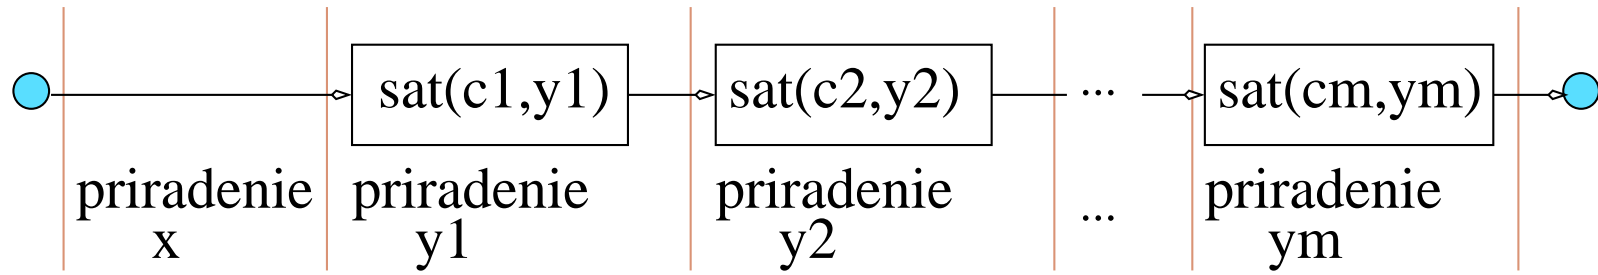 sat(c1,y1) sat(c2,y2) ... sat(cm,ym)
priradenie priradenie priradenie ... priradenie
x y1 y2 ym